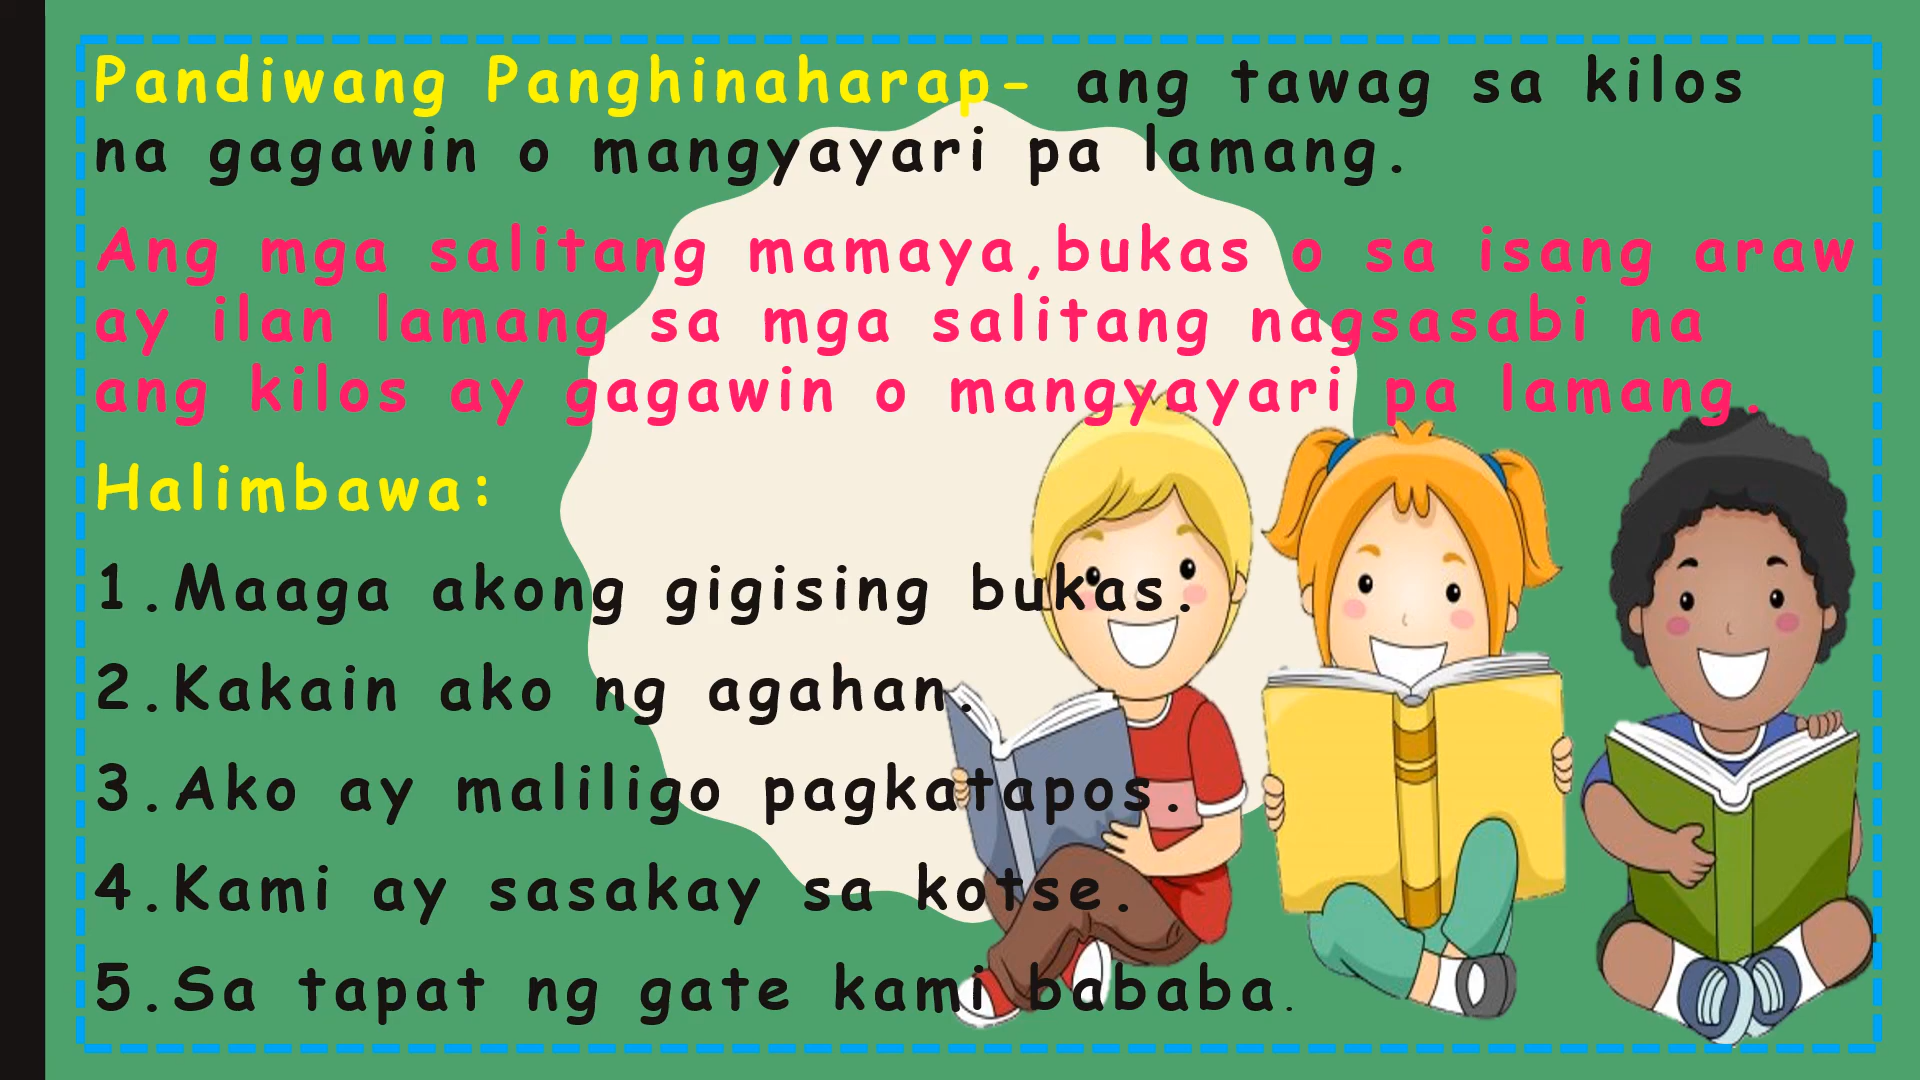 Pandiwang Panghinaharap- ang tawag sa kilos
na gagawin o mangyayari pa lamang.
Ang mga salitang mamaya,bukas o sa isang araw
ay ilan lamang sa mga salitang nagsasabi na
ang kilos ay gagawin o mangyayari pa lamang.
Halimbawa:
1.Maaga akong gigising bukas.
2.Kakain ako ng agahan.
3.Ako ay maliligo pagkatapos.
4.Kami ay sasakay sa kotse.
5.Sa tapat ng gate kami bababa.